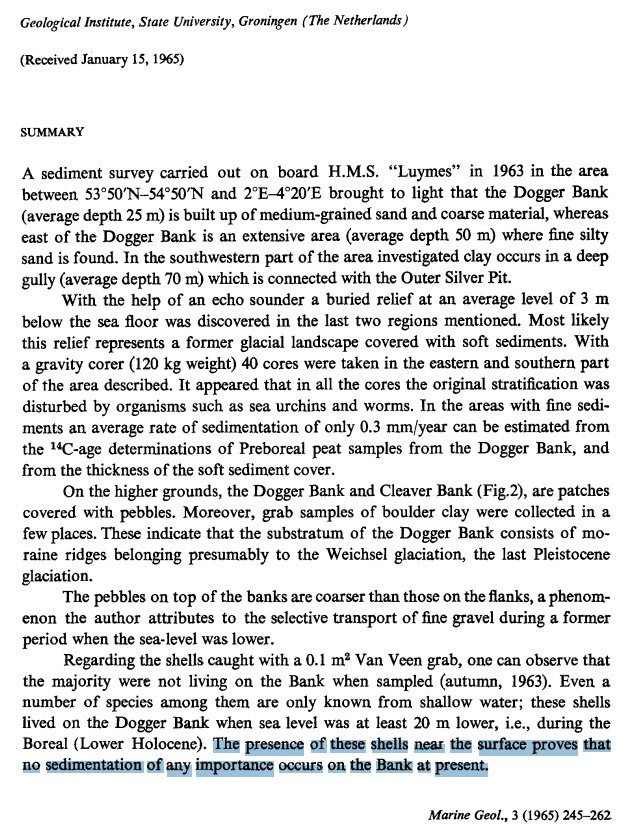 Geological Institute, State University, Groningen (The Netherlands)
(Received January 15, 1965)
SUMMARY
A sediment survey carried out on board H.M.S. “Luymes” in 1963 in the area
between 53°50′N–54°50′N and 2°E–4°20′E brought to light that the Dogger Bank
(average depth 25 m) is built up of medium-grained sand and coarse material, whereas
east of the Dogger Bank is an extensive area (average depth 50 m) where fine silty
sand is found. In the southwestern part of the area investigated clay occurs in a deep
gully (average depth 70 m) which is connected with the Outer Silver Pit.
With the help of an echo sounder a buried relief at an average level of 3 m
below the sea floor was discovered in the last two regions mentioned. Most likely
this relief represents a former glacial landscape covered with soft sediments. With
a gravity corer (120 kg weight) 40 cores were taken in the eastern and southern part
of the area described. It appeared that in all the cores the original stratification was
disturbed by organisms such as sea urchins and worms. In the areas with fine sedi-
ments an average rate of sedimentation of only 0.3 mm/year can be estimated from
the ¹⁴C-age determinations of Preboreal peat samples from the Dogger Bank, and
from the thickness of the soft sediment cover.
On the higher grounds, the Dogger Bank and Cleaver Bank (Fig.2), are patches
covered with pebbles. Moreover, grab samples of boulder clay were collected in a
few places. These indicate that the substratum of the Dogger Bank consists of mo-
raine ridges belonging presumably to the Weichsel glaciation, the last Pleistocene
glaciation.
The pebbles on top of the banks are coarser than those on the flanks, a phenom-
enon the author attributes to the selective transport of fine gravel during a former
period when the sea-level was lower.
Regarding the shells caught with a 0.1 m² Van Veen grab, one can observe that
the majority were not living on the Bank when sampled (autumn, 1963). Even a
number of species among them are only known from shallow water; these shells
lived on the Dogger Bank when sea level was at least 20 m lower, i.e., during the
Boreal (Lower Holocene). The presence of these shells near the surface proves that
no sedimentation of any importance occurs on the Bank at present.
Marine Geol., 3 (1965) 245–262